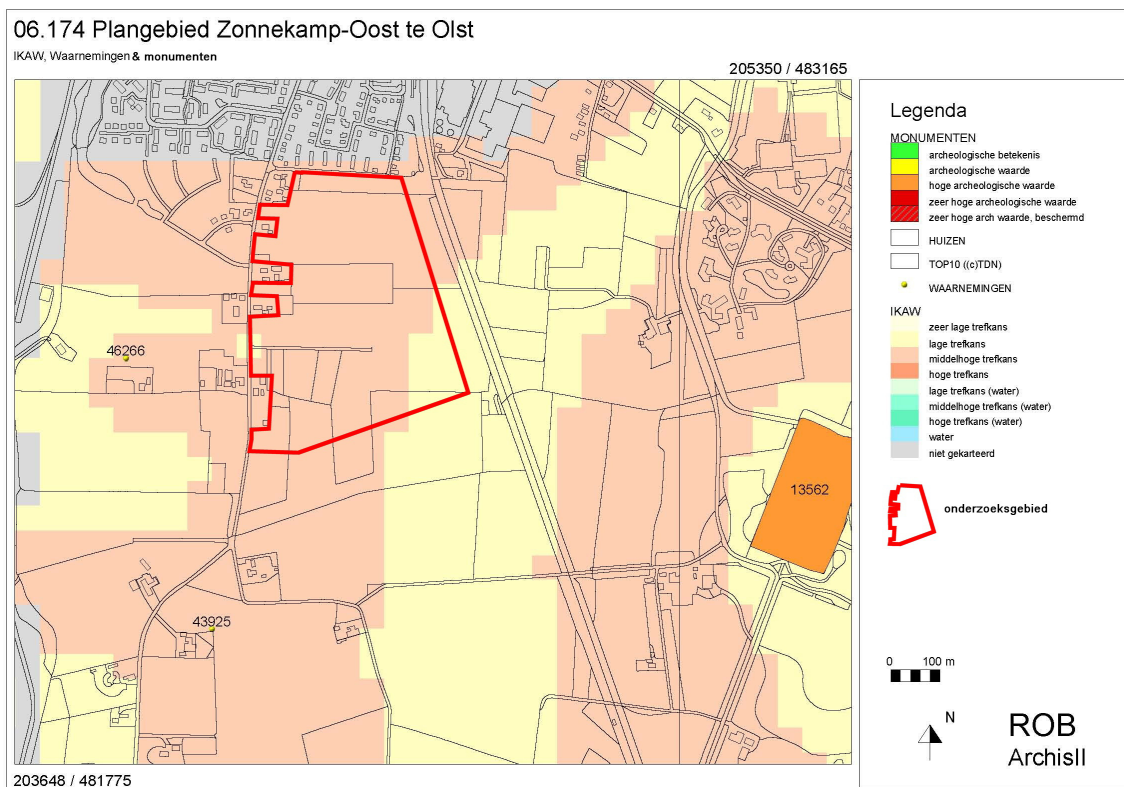 06.174 Plangebied Zonnekamp-Oost te Olst
IKAW, Waarnemingen & monumenten
205350 / 483165
46266
13562
43925
203648 / 481775
Legenda
MONUMENTEN
archeologische betekenis
archeologische waarde
hoge archeologische waarde
zeer hoge archeologische waarde
zeer hoge arch waarde, beschermd
HUIZEN
TOP10 ((c)TDN)
WAARNEMINGEN
IKAW
zeer lage trefkans
lage trefkans
middelhoge trefkans
hoge trefkans
lage trefkans (water)
middelhoge trefkans (water)
hoge trefkans (water)
water
niet gekarteerd
onderzoeksgebied
0 100 m
N
ROB
ArchisII